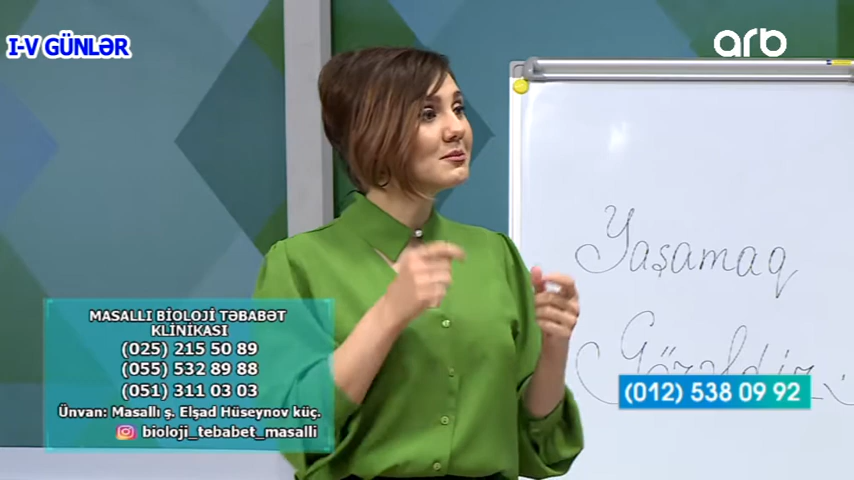 I-V GÜNLƏR
arb
Yaşamaq
Gözəldir
(012) 538 09 92
MASALLI BİOLOJİ TƏBABƏT
KLİNİKASI
(025) 215 50 89
(055) 532 89 88
(051) 311 03 03
Ünvan: Masallı ş. Elşad Hüseynov küç.
bioloji_tebabet_masalli